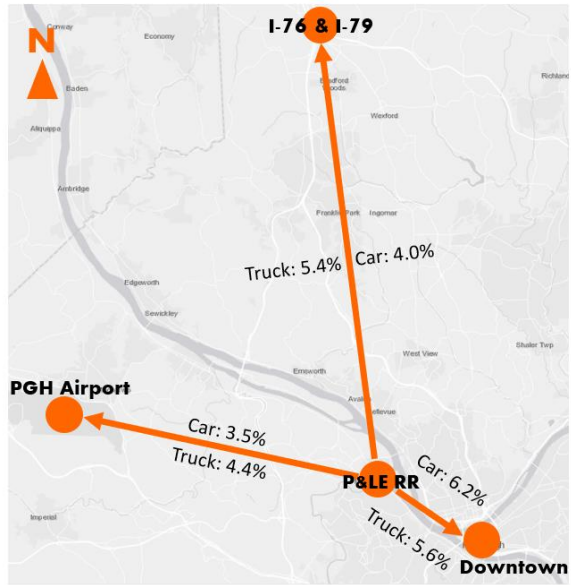 I-76 & I-79
N
Conway
Economy
Richland
Baden
Bradford
Woods
Wexford
Aliquappa
Ambridge
Franklin Park
Ingomar
Truck: 5.4%
Car: 4.0%
Edgeworth
Sewickley
Shaler Twp
West View
Emsworth
PGH Airport
Avalon
Bellevue
Car: 3.5%
Truck: 4.4%
P&LE RR
Car: 6.2%
Imperial
Truck: 5.6%
Downtown